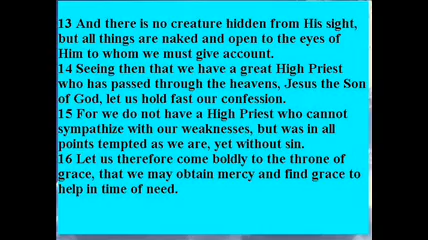 13 And there is no creature hidden from His sight,
but all things are naked and open to the eyes of
Him to whom we must give account.
14 Seeing then that we have a great High Priest
who has passed through the heavens, Jesus the Son
of God, let us hold fast our confession.
15 For we do not have a High Priest who cannot
sympathize with our weaknesses, but was in all
points tempted as we are, yet without sin.
16 Let us therefore come boldly to the throne of
grace, that we may obtain mercy and find grace to
help in time of need.